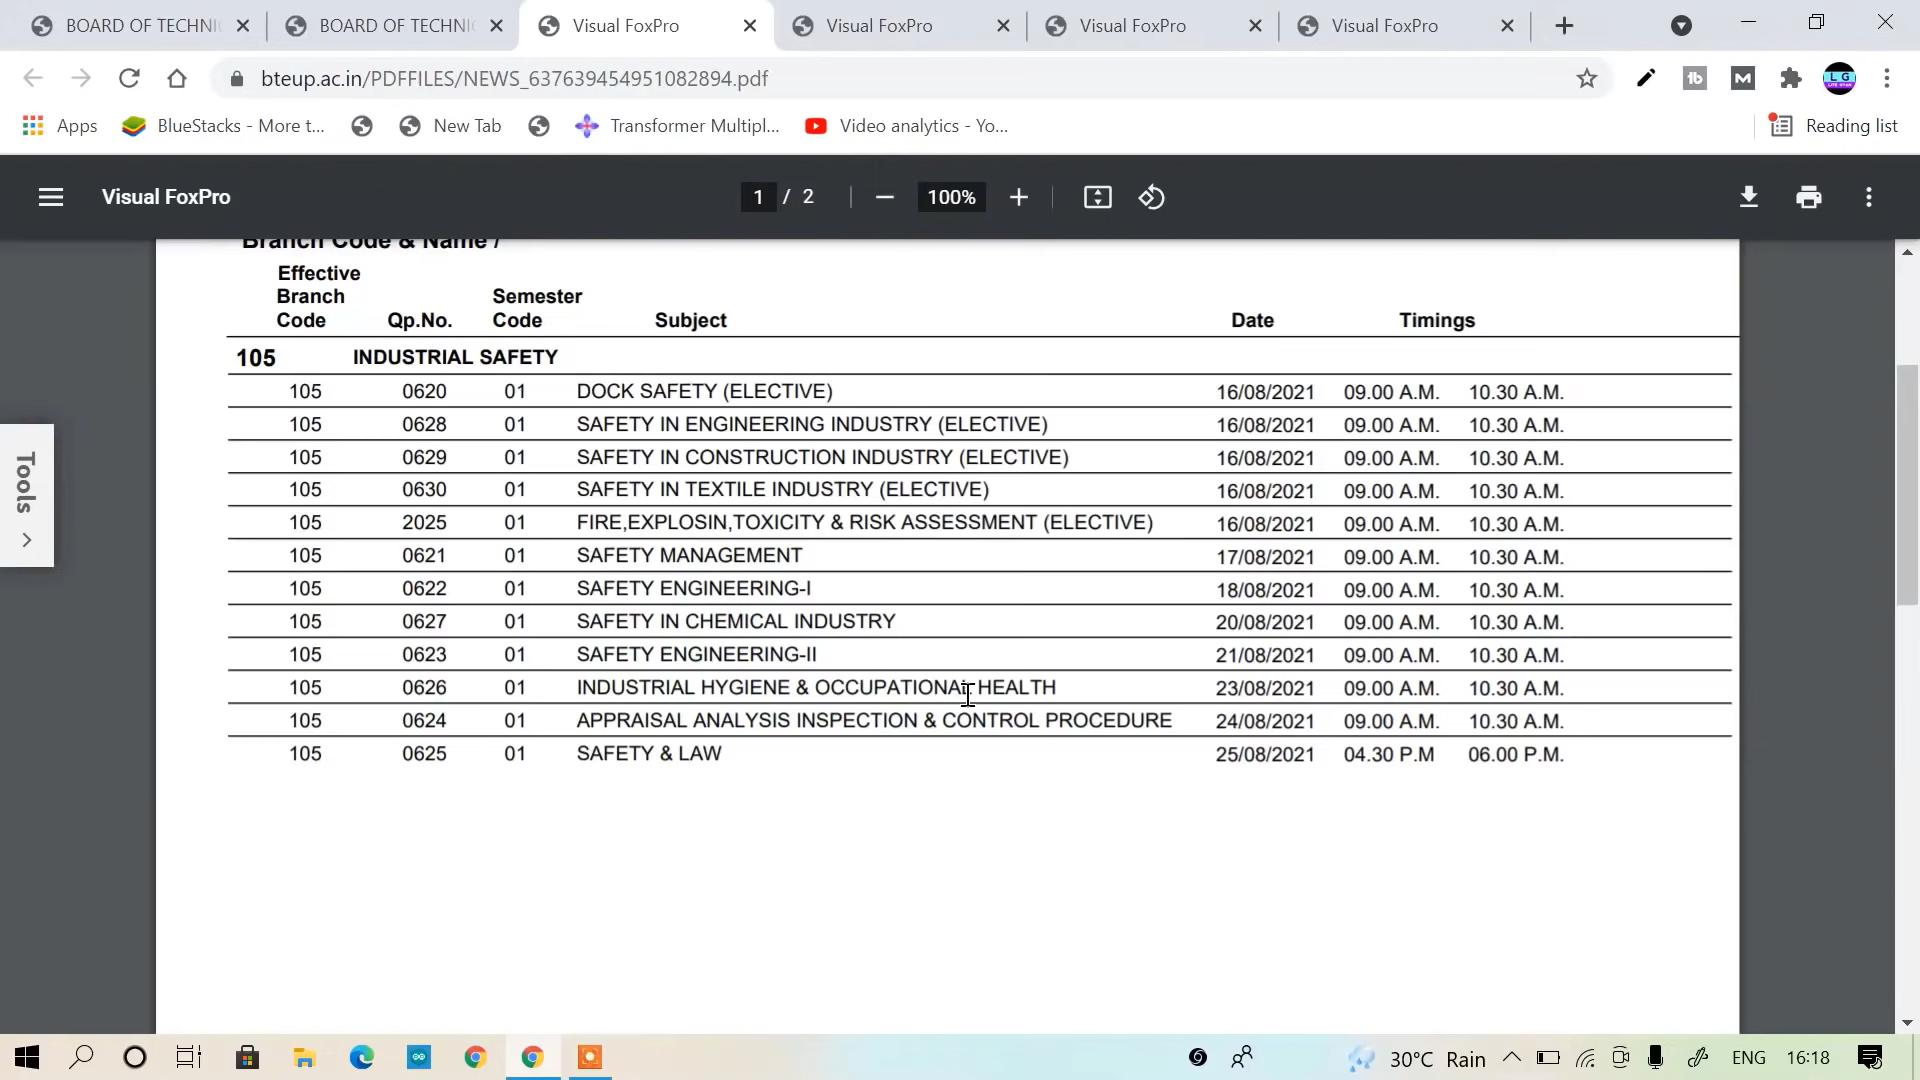 BOARD OF TECHNI
BOARD OF TECHNI
Visual FoxPro
Visual FoxPro
Visual FoxPro
Visual FoxPro
bteup.ac.in/PDFFILES/NEWS_637639454951082894.pdf
Apps
BlueStacks - More t...
New Tab
Transformer Multipl...
Video analytics - Yo...
Reading list
Visual FoxPro
1 / 2
100%
Tools
Branch Code & Name /
Effective Branch Code Qp.No. Semester Code Subject Date Timings
105 INDUSTRIAL SAFETY
105 0620 01 DOCK SAFETY (ELECTIVE) 16/08/2021 09.00 A.M. 10.30 A.M.
105 0628 01 SAFETY IN ENGINEERING INDUSTRY (ELECTIVE) 16/08/2021 09.00 A.M. 10.30 A.M.
105 0629 01 SAFETY IN CONSTRUCTION INDUSTRY (ELECTIVE) 16/08/2021 09.00 A.M. 10.30 A.M.
105 0630 01 SAFETY IN TEXTILE INDUSTRY (ELECTIVE) 16/08/2021 09.00 A.M. 10.30 A.M.
105 2025 01 FIRE,EXPLOSIN,TOXICITY & RISK ASSESSMENT (ELECTIVE) 16/08/2021 09.00 A.M. 10.30 A.M.
105 0621 01 SAFETY MANAGEMENT 17/08/2021 09.00 A.M. 10.30 A.M.
105 0622 01 SAFETY ENGINEERING-I 18/08/2021 09.00 A.M. 10.30 A.M.
105 0627 01 SAFETY IN CHEMICAL INDUSTRY 20/08/2021 09.00 A.M. 10.30 A.M.
105 0623 01 SAFETY ENGINEERING-II 21/08/2021 09.00 A.M. 10.30 A.M.
105 0626 01 INDUSTRIAL HYGIENE & OCCUPATIONAL HEALTH 23/08/2021 09.00 A.M. 10.30 A.M.
105 0624 01 APPRAISAL ANALYSIS INSPECTION & CONTROL PROCEDURE 24/08/2021 09.00 A.M. 10.30 A.M.
105 0625 01 SAFETY & LAW 25/08/2021 04.30 P.M 06.00 P.M.
30°C Rain
ENG
16:18